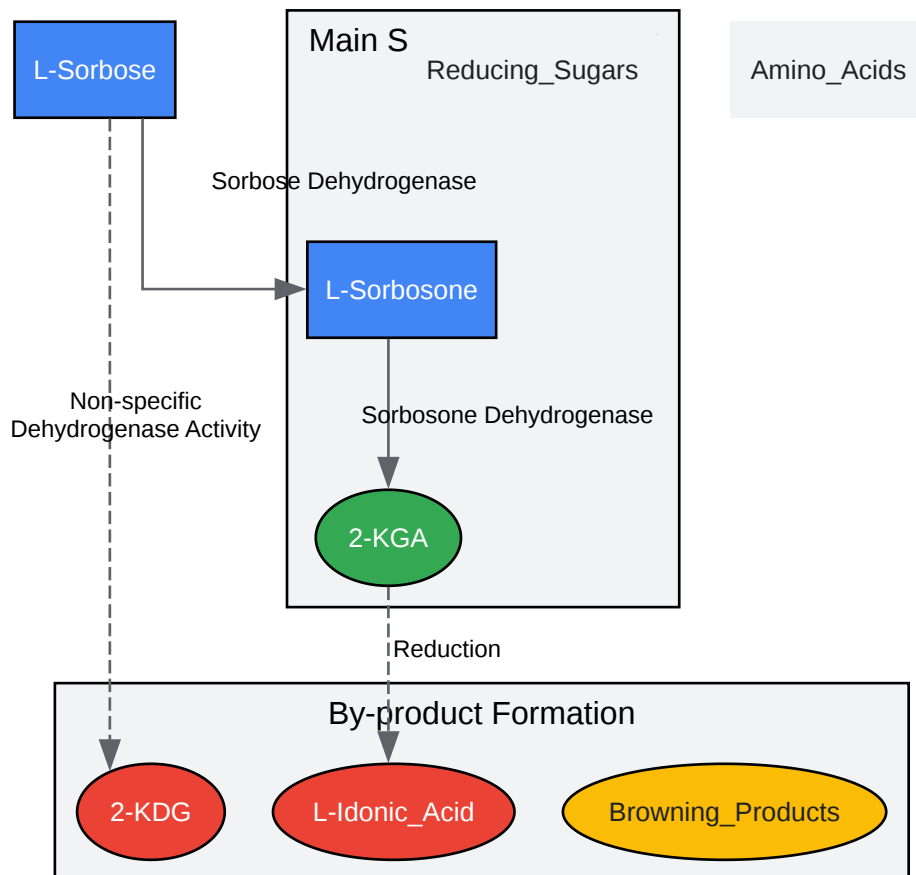 Main S
L-Sorbose
Reducing_Sugars
Amino_Acids
Sorbose Dehydrogenase
L-Sorbosone
Non-specific
Dehydrogenase Activity
Sorbosone Dehydrogenase
2-KGA
Reduction
By-product Formation
2-KDG
L-Idonic_Acid
Browning_Products